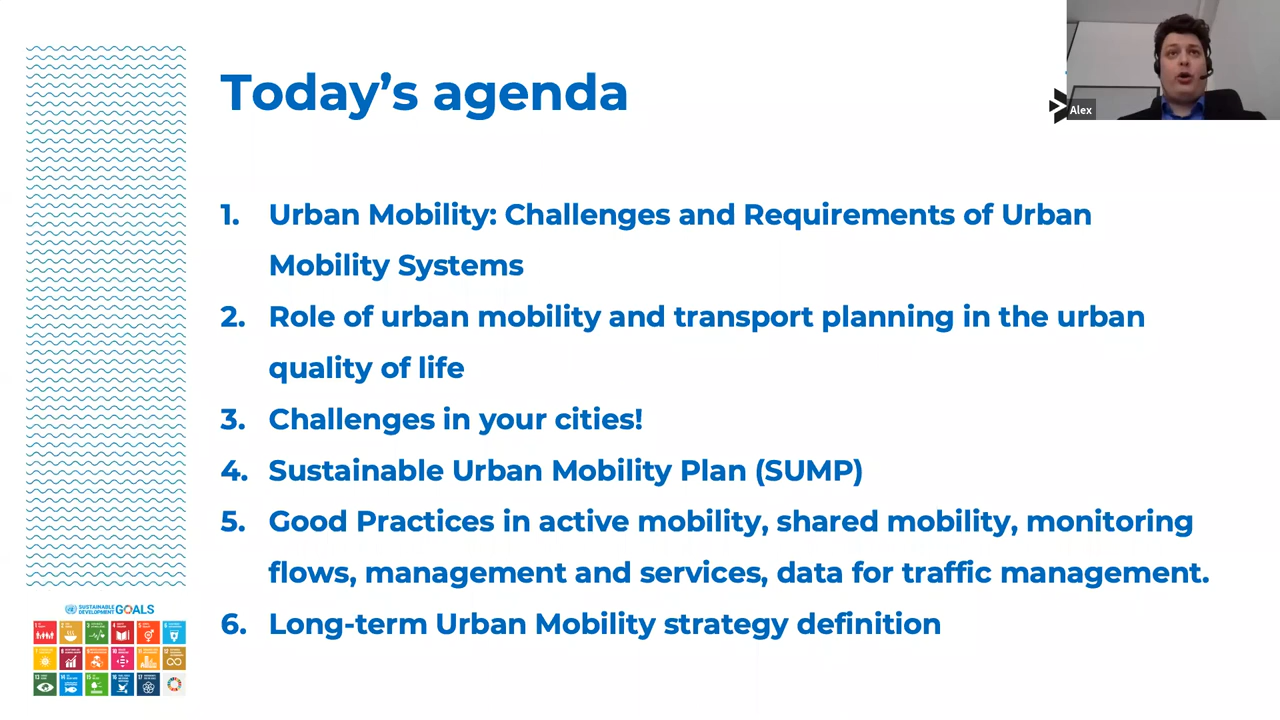 Today's agenda
Alex
1. Urban Mobility: Challenges and Requirements of Urban
Mobility Systems
2. Role of urban mobility and transport planning in the urban
quality of life
3. Challenges in your cities!
4. Sustainable Urban Mobility Plan (SUMP)
5. Good Practices in active mobility, shared mobility, monitoring
flows, management and services, data for traffic management.
6. Long-term Urban Mobility strategy definition
SUSTAINABLE
DEVELOPMENT GOALS